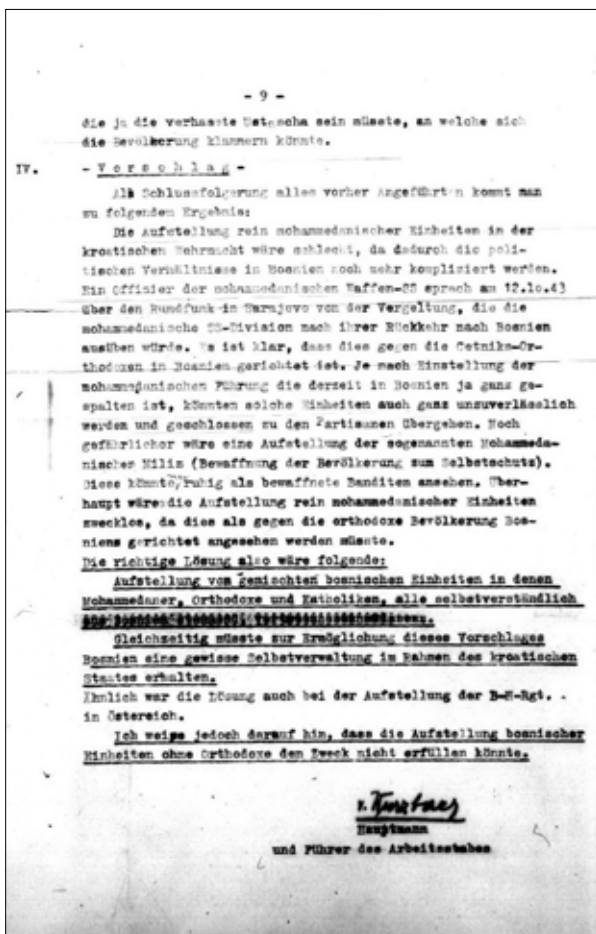 - 9 -
die ja die verhasste Ustascha sein müsste, an welche sich
die Bevölkerung klammern könnte.
IV. - V o r s c h l a g -
Als Schlussfolgerung alles vorher Angeführten kommt man
zu folgendem Ergebnis:
Die Aufstellung rein mohammedanischer Einheiten in der
kroatischen Wehrmacht wäre schlecht, da dadurch die poli-
tischen Verhältnisse in Bosnien noch mehr kompliziert werden.
Ein Offizier der mohammedanischen Waffen-SS sprach am 12.10.43
über den Rundfunk in Sarajevo von der Vergeltung, die die
mohammedanische SS-Division nach ihrer Rückkehr nach Bosnien
ausüben würde. Es ist klar, dass dies gegen die Cetniks-Or-
thodoxen in Bosnien gerichtet ist. Je nach Einstellung der
mohammedanischen Führung die derzeit in Bosnien ja ganz ge-
spalten ist, könnten solche Einheiten auch ganz unzuverlässlich
werden und geschlossen zu den Partisanen übergehen. Noch
gefährlicher wäre eine Aufstellung der sogenannten Mohammeda-
nischer Miliz (Bewaffnung der Bevölkerung zum Selbstschutz).
Diese könnte ruhig als bewaffnete Banditen ansehen. Über-
haupt wäre die Aufstellung rein mohammedanischer Einheiten
zwecklos, da dies als gegen die orthodoxe Bevölkerung Bos-
niens gerichtet angesehen werden müsste.
Die richtige Lösung also wäre folgende:
Aufstellung von gemischten bosnischen Einheiten in denen
Mohammedaner, Orthodoxe und Katholiken, alle selbstverständlich
aus Bosnien
Gleichzeitig müsste zur Ermöglichung dieses Vorschlages
Bosnien eine gewisse Selbstverwaltung im Rahmen des kroatischen
Staates erhalten.
Ähnlich war die Lösung auch bei der Aufstellung der B-H-Rgt.
in Österreich.
Ich weise jedoch darauf hin, dass die Aufstellung bosnischer
Einheiten ohne Orthodoxe den Zweck nicht erfüllen könnte.
Hauptmann
und Führer des Arbeitsstabes